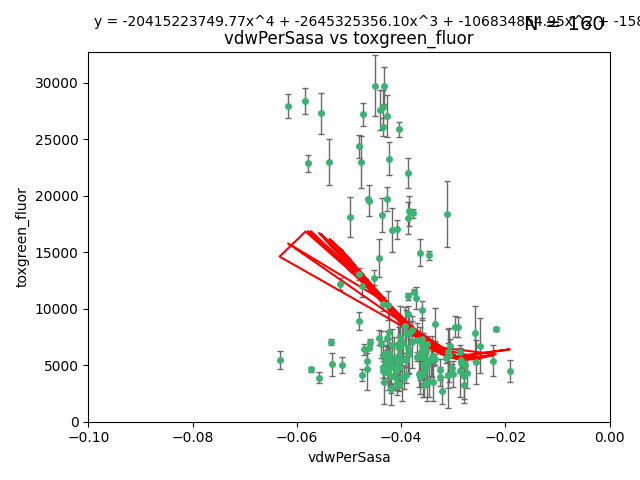 y = -20415223749.77x^4 + -2645325356.10x^3 +
N = 160
vdwPerSasa vs toxgreen_fluor
toxgreen_fluor
30000
25000
20000
15000
10000
5000
0
−0.10
−0.08
−0.06
−0.04
−0.02
0.00
vdwPerSasa